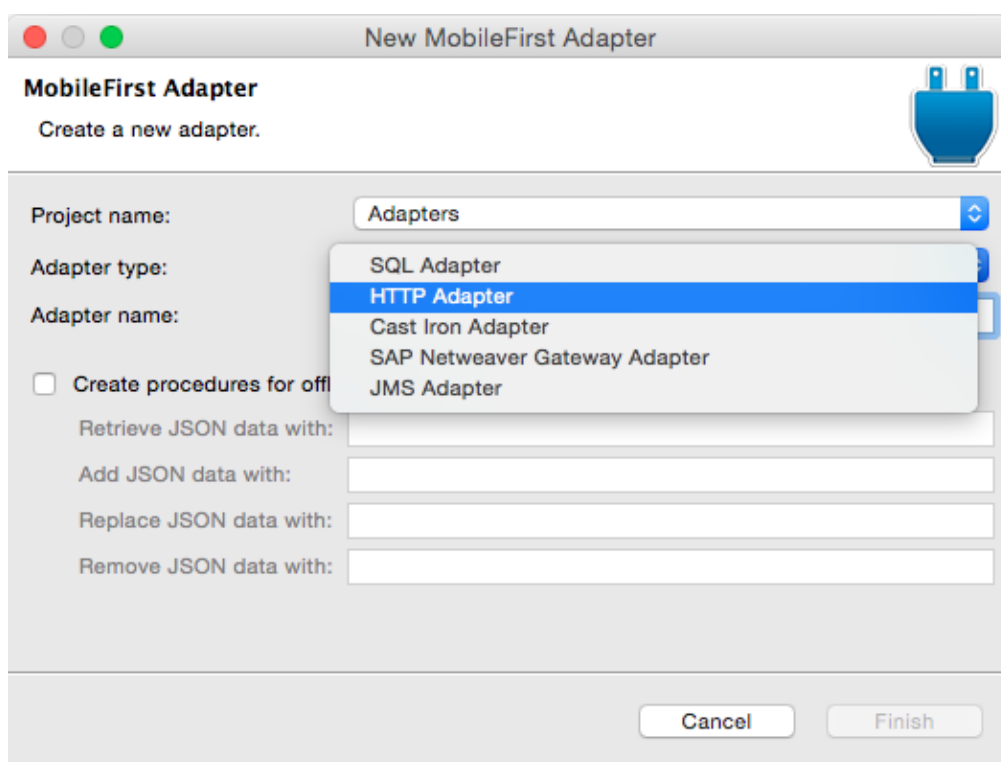 New MobileFirst Adapter
MobileFirst Adapter
Create a new adapter.
Project name: Adapters
Adapter type:
SQL Adapter
HTTP Adapter
Adapter name:
Cast Iron Adapter
SAP Netweaver Gateway Adapter
Create procedures for offl
JMS Adapter
Retrieve JSON data with:
Add JSON data with:
Replace JSON data with:
Remove JSON data with:
Cancel Finish